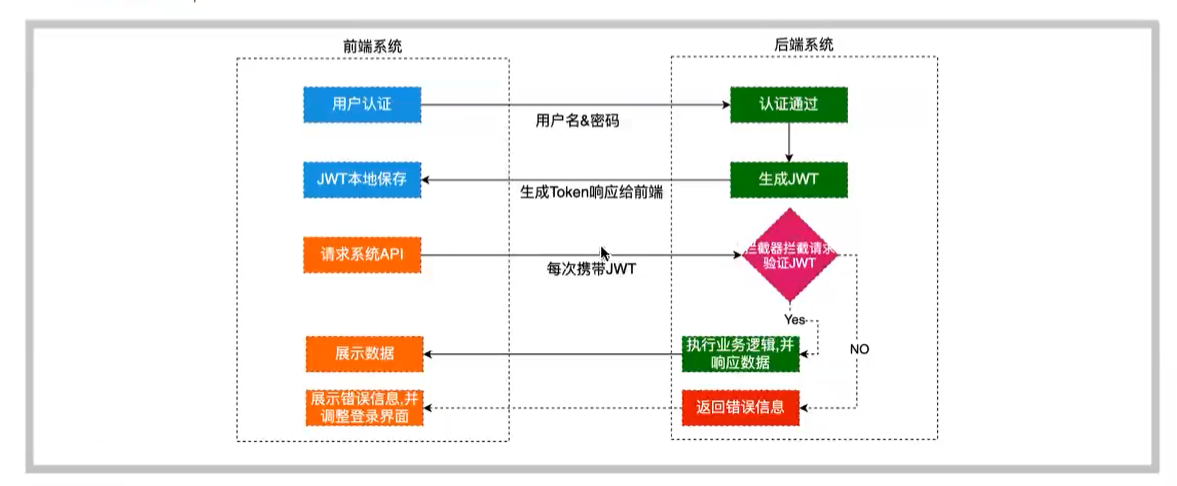 前端系统
后端系统
用户认证
用户名&密码
认证通过
JWT本地保存
生成Token响应给前端
生成JWT
请求系统API
每次携带JWT
拦截器拦截请求
验证JWT
Yes
NO
展示数据
执行业务逻辑,并
响应数据
展示错误信息,并
调整登录界面
返回错误信息